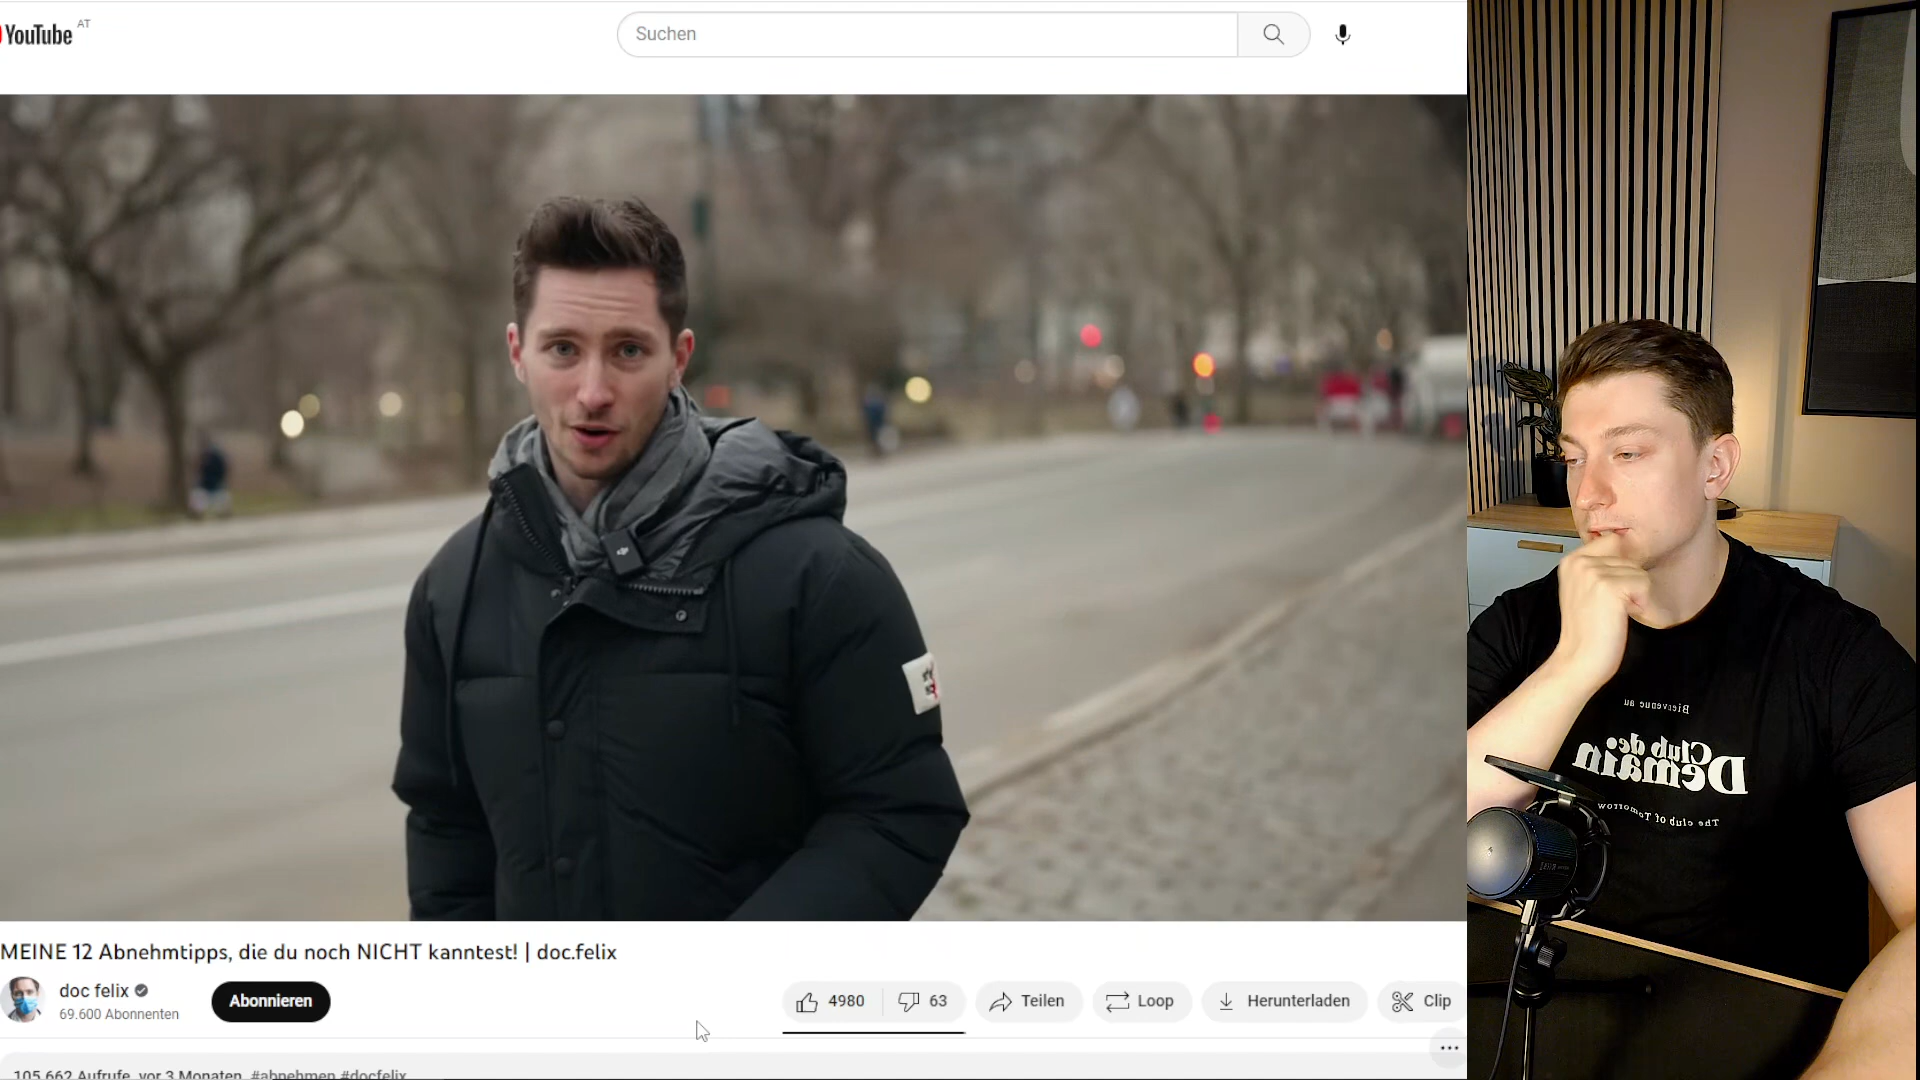 YouTube AT
Suchen
MEINE 12 Abnehmtipps, die du noch NICHT kanntest! | doc.felix
doc felix
69.600 Abonnenten
Abonnieren
4980
63
Teilen
Loop
Herunterladen
Clip
105.662 Aufrufe vor 3 Monaten #abnehmen #docfelix
Bienvenue au
Club de
Demain
The club of Tomorrow